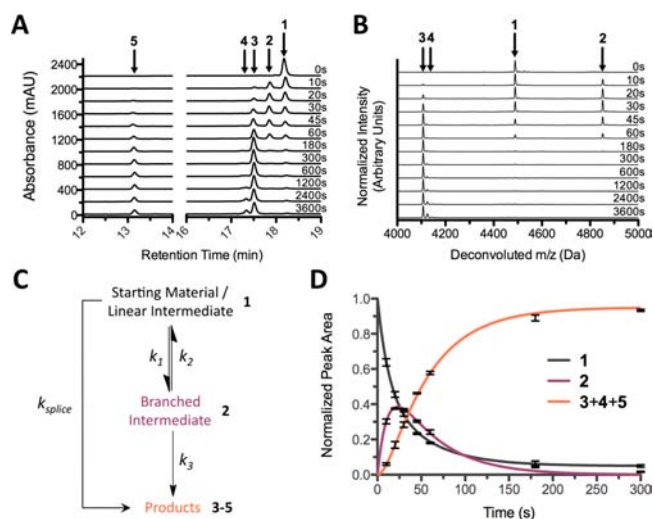 A
5 4 3 2 1
Absorbance (mAU)
2400
2000
1600
1200
800
400
0
0s
10s
20s
30s
45s
60s
180s
300s
600s
1200s
2400s
3600s
12 13 14 16 17 18 19
Retention Time (min)
B
3 4 1 2
Normalized Intensity
(Arbitrary Units)
0s
10s
20s
30s
45s
60s
180s
300s
600s
1200s
2400s
3600s
4000 4200 4400 4600 4800 5000
Deconvoluted m/z (Da)
C
Starting Material /
Linear Intermediate 1
k1 k2
ksplice
Branched
Intermediate 2
k3
Products 3-5
D
Normalized Peak Area
1.0
0.8
0.6
0.4
0.2
0.0
1
2
3+4+5
0 50 100 150 200 250 300
Time (s)